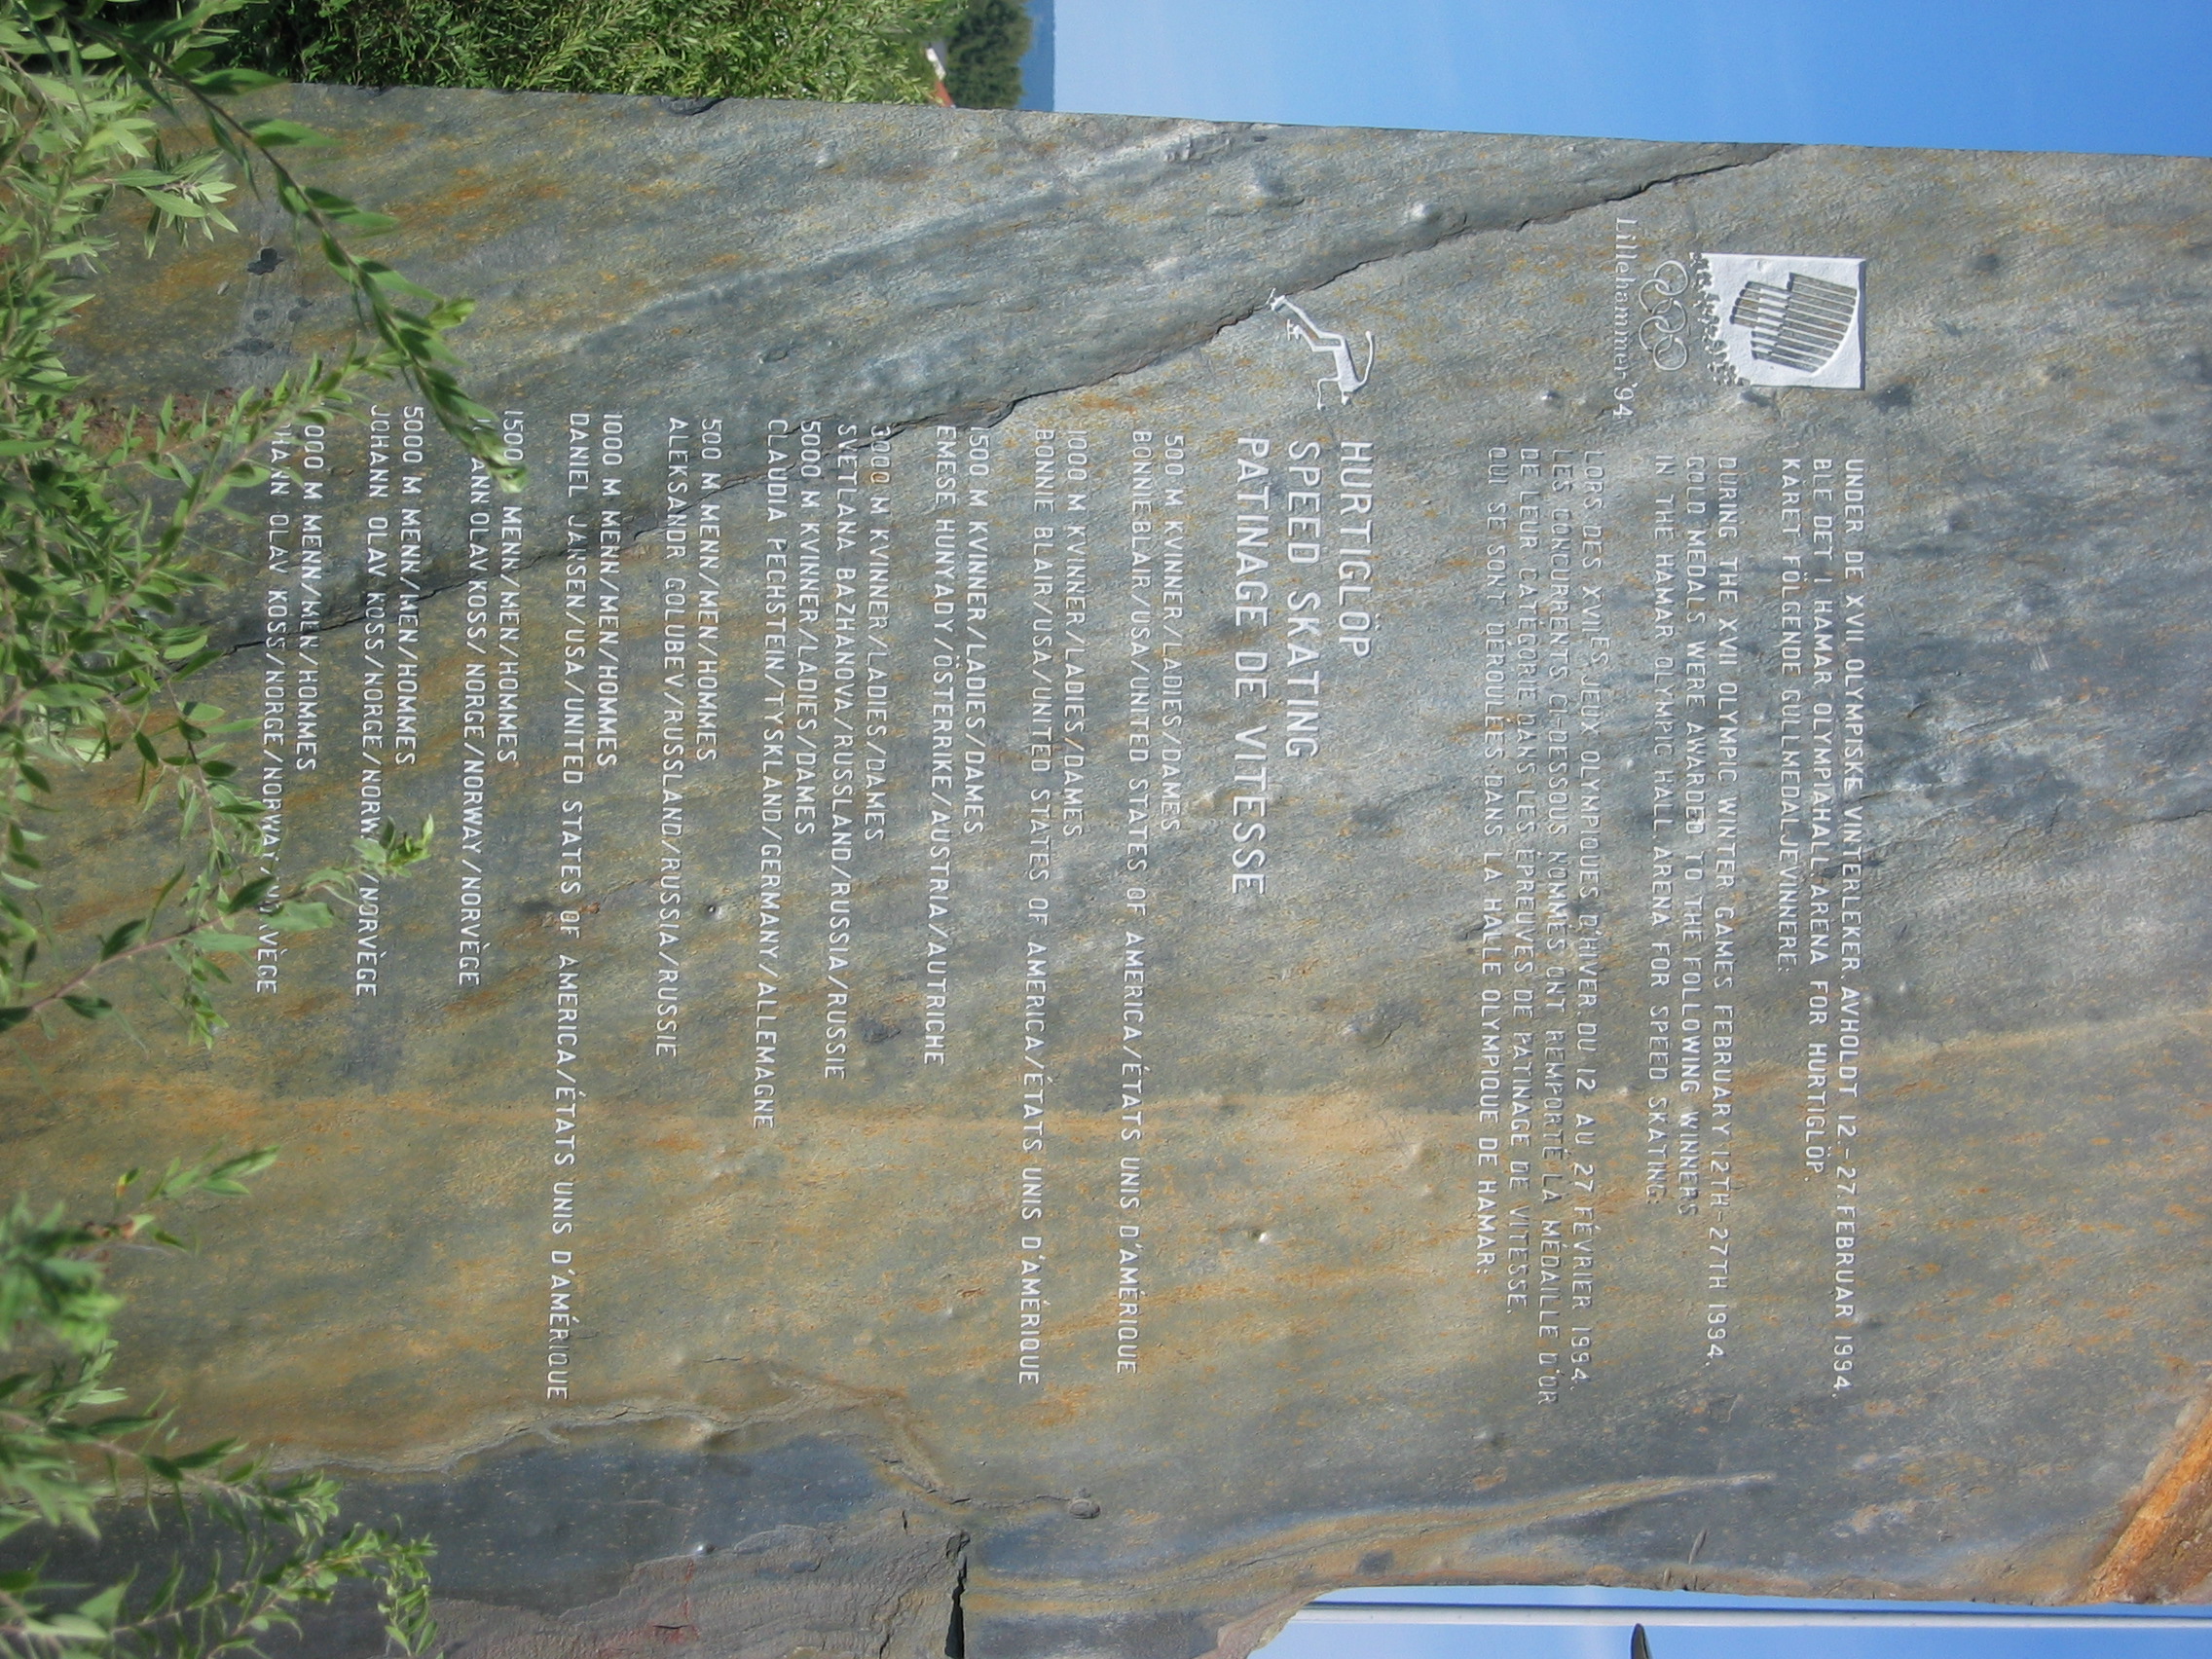 Lillehammer '94
UNDER DE XVII OLYMPISKE VINTERLEKER, AVHOLDT 12 - 27. FEBRUAR 1994,
BLE DET I HAMAR OLYMPIAHALL, ARENA FOR HURTIGLÖP,
KÅRET FÖLGENDE GULLMEDALJEVINNERE:
DURING THE XVII OLYMPIC WINTER GAMES FEBRUARY 12TH-27TH 1994,
GOLD MEDALS WERE AWARDED TO THE FOLLOWING WINNERS
IN THE HAMAR OLYMPIC HALL ARENA FOR SPEED SKATING:
LORS DES XVIIES JEUX OLYMPIQUES D'HIVER, DU 12 AU 27 FÉVRIER 1994,
LES CONCURRENTS CI-DESSOUS NOMMÉS ONT REMPORTÉ LA MÉDAILLE D'OR
DE LEUR CATÉGORIE DANS LES ÉPREUVES DE PATINAGE DE VITESSE,
QUI SE SONT DÉROULÉES DANS LA HALLE OLYMPIQUE DE HAMAR:
HURTIGLÖP
SPEED SKATING
PATINAGE DE VITESSE
500 M KVINNER/LADIES/DAMES
BONNIE BLAIR/USA/UNITED STATES OF AMERICA/ÉTATS UNIS D'AMÉRIQUE
1000 M KVINNER/LADIES/DAMES
BONNIE BLAIR/USA/UNITED STATES OF AMERICA/ÉTATS UNIS D'AMÉRIQUE
1500 M KVINNER/LADIES/DAMES
EMESE HUNYADY/ÖSTERRIKE/AUSTRIA/AUTRICHE
3000 M KVINNER/LADIES/DAMES
SVETLANA BAZHANOVA/RUSSLAND/RUSSIA/RUSSIE
5000 M KVINNER/LADIES/DAMES
CLAUDIA PECHSTEIN/TYSKLAND/GERMANY/ALLEMAGNE
500 M MENN/MEN/HOMMES
ALEKSANDR GOLUBEV/RUSSLAND/RUSSIA/RUSSIE
1000 M MENN/MEN/HOMMES
DANIEL JANSEN/USA/UNITED STATES OF AMERICA/ÉTATS UNIS D'AMÉRIQUE
1500 MENN/MEN/HOMMES
OLAV KOSS/NORGE/NORWAY/NORVÈGE
5000 M MENN/MEN/HOMMES
JOHANN OLAV KOSS/NORGE/NORWAY/NORVÈGE
M MENN/MEN/HOMMES
OLAV KOSS/NORGE/NORWAY/NORVÈGE